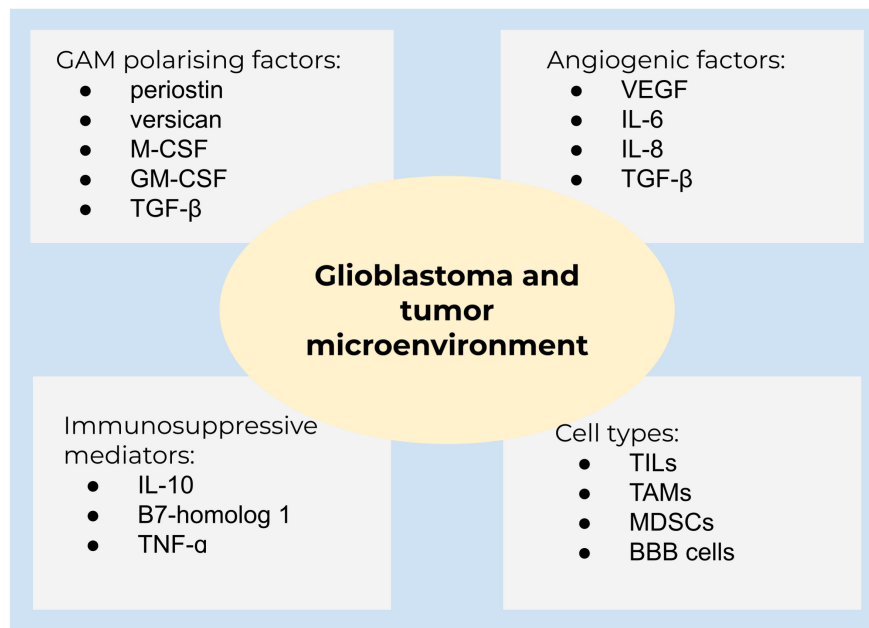 GAM polarising factors:
● periostin
● versican
● M-CSF
● GM-CSF
● TGF-β
Angiogenic factors:
● VEGF
● IL-6
● IL-8
● TGF-β
Glioblastoma and
tumor
microenvironment
Immunosuppressive
mediators:
● IL-10
● B7-homolog 1
● TNF-α
Cell types:
● TILs
● TAMs
● MDSCs
● BBB cells